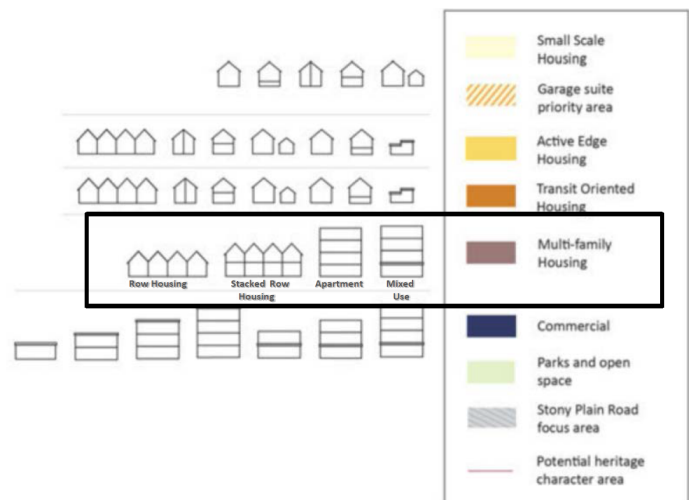 Small Scale
Housing
Garage suite
priority area
Active Edge
Housing
Transit Oriented
Housing
Row Housing
Stacked Row
Housing
Apartment
Mixed
Use
Multi-family
Housing
Commercial
Parks and open
space
Stony Plain Road
focus area
Potential heritage
character area